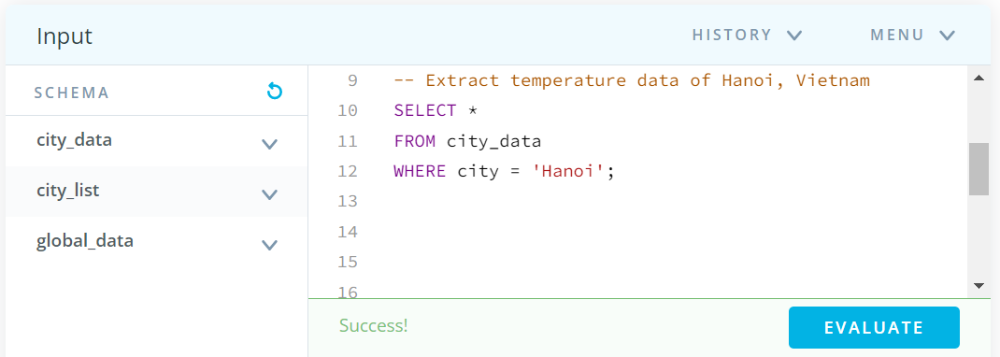 Input
HISTORY
MENU
SCHEMA
city_data
city_list
global_data
9 -- Extract temperature data of Hanoi, Vietnam
10 SELECT *
11 FROM city_data
12 WHERE city = 'Hanoi';
13
14
15
16
Success!
EVALUATE